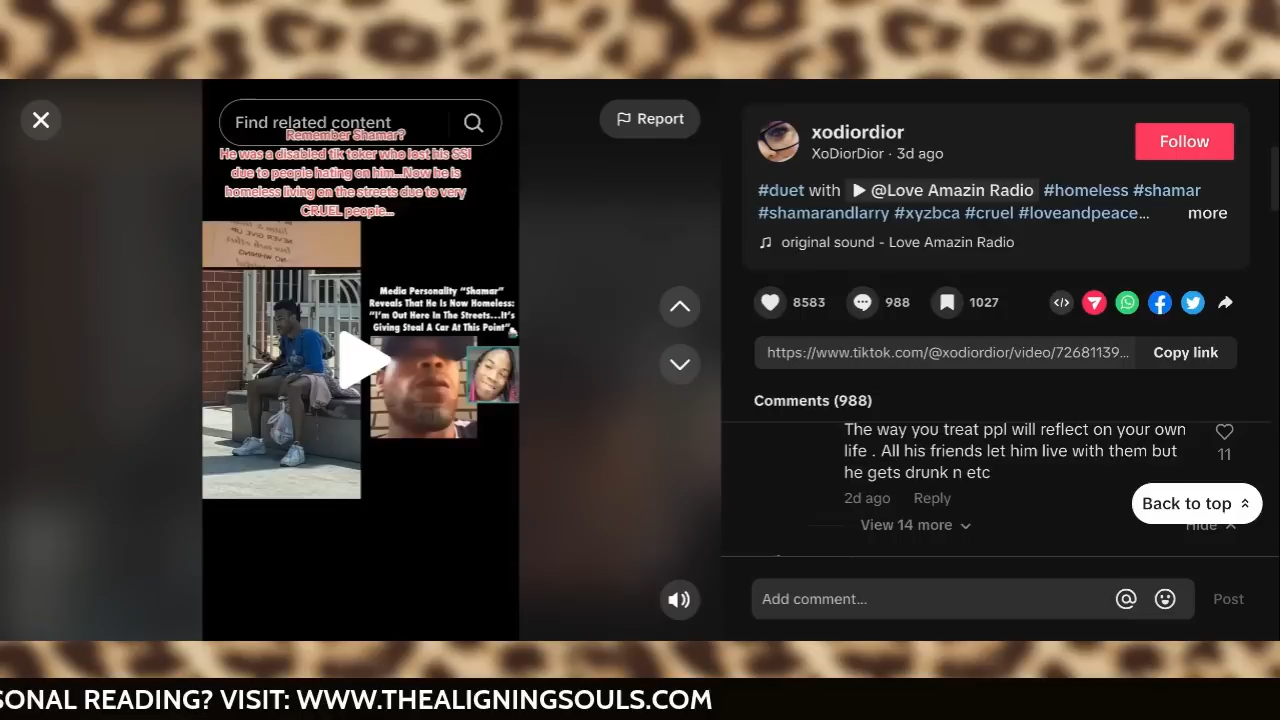 Find related content
Report
Remember Shamar?
He was a disabled tik toker who lost his SSI
due to people hating on him...Now he is
homeless living on the streets due to very
CRUEL people...
NEVER GIVE UP
NO WHINING
Media Personality "Shamar"
Reveals That He Is Now Homeless:
"I'm Out Here In The Streets...It's
Giving Steal A Car At This Point"
xodiordior
XoDiorDior · 3d ago
Follow
#duet with @Love Amazin Radio #homeless #shamar
#shamarandlarry #xyzbca #cruel #loveandpeace... more
original sound - Love Amazin Radio
8583 988 1027
https://www.tiktok.com/@xodiordior/video/72681139... Copy link
Comments (988)
The way you treat ppl will reflect on your own
life . All his friends let him live with them but
he gets drunk n etc
11
2d ago Reply
Back to top
View 14 more
Hide
Add comment...
Post
SONAL READING? VISIT: WWW.THEALIGNINGSOULS.COM